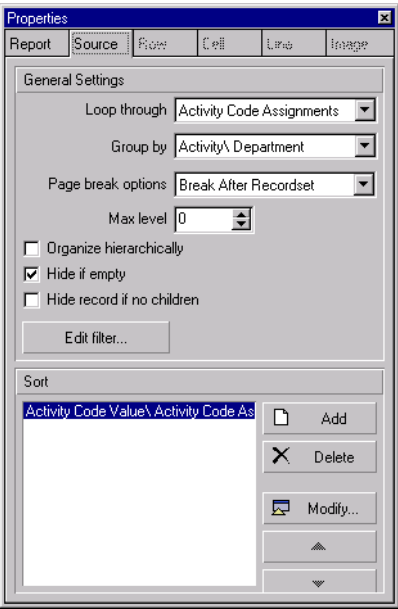 Properties
Report Source Row Cell Line Image
General Settings
Loop through Activity Code Assignments
Group by Activity\ Department
Page break options Break After Recordset
Max level 0
Organize hierarchically
Hide if empty
Hide record if no children
Edit filter...
Sort
Activity Code Value\ Activity Code As
Add
Delete
Modify...